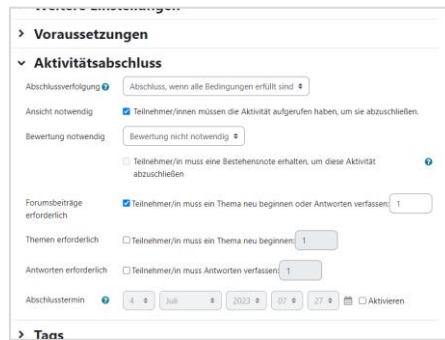 Weitere Einstellungen
Voraussetzungen
Aktivitätsabschluss
Abschlussverfolgung Abschluss, wenn alle Bedingungen erfüllt sind
Ansicht notwendig Teilnehmer/innen müssen die Aktivität aufgerufen haben, um sie abzuschließen.
Bewertung notwendig Bewertung nicht notwendig
Teilnehmer/in muss eine Bestehensnote erhalten, um diese Aktivität
abzuschließen
Forumsbeiträge
erforderlich Teilnehmer/in muss ein Thema neu beginnen oder Antworten verfassen: 1
Themen erforderlich Teilnehmer/in muss ein Thema neu beginnen: 1
Antworten erforderlich Teilnehmer/in muss Antworten verfassen: 1
Abschlusstermin 4 Juli 2023 07 27 Aktivieren
Tags